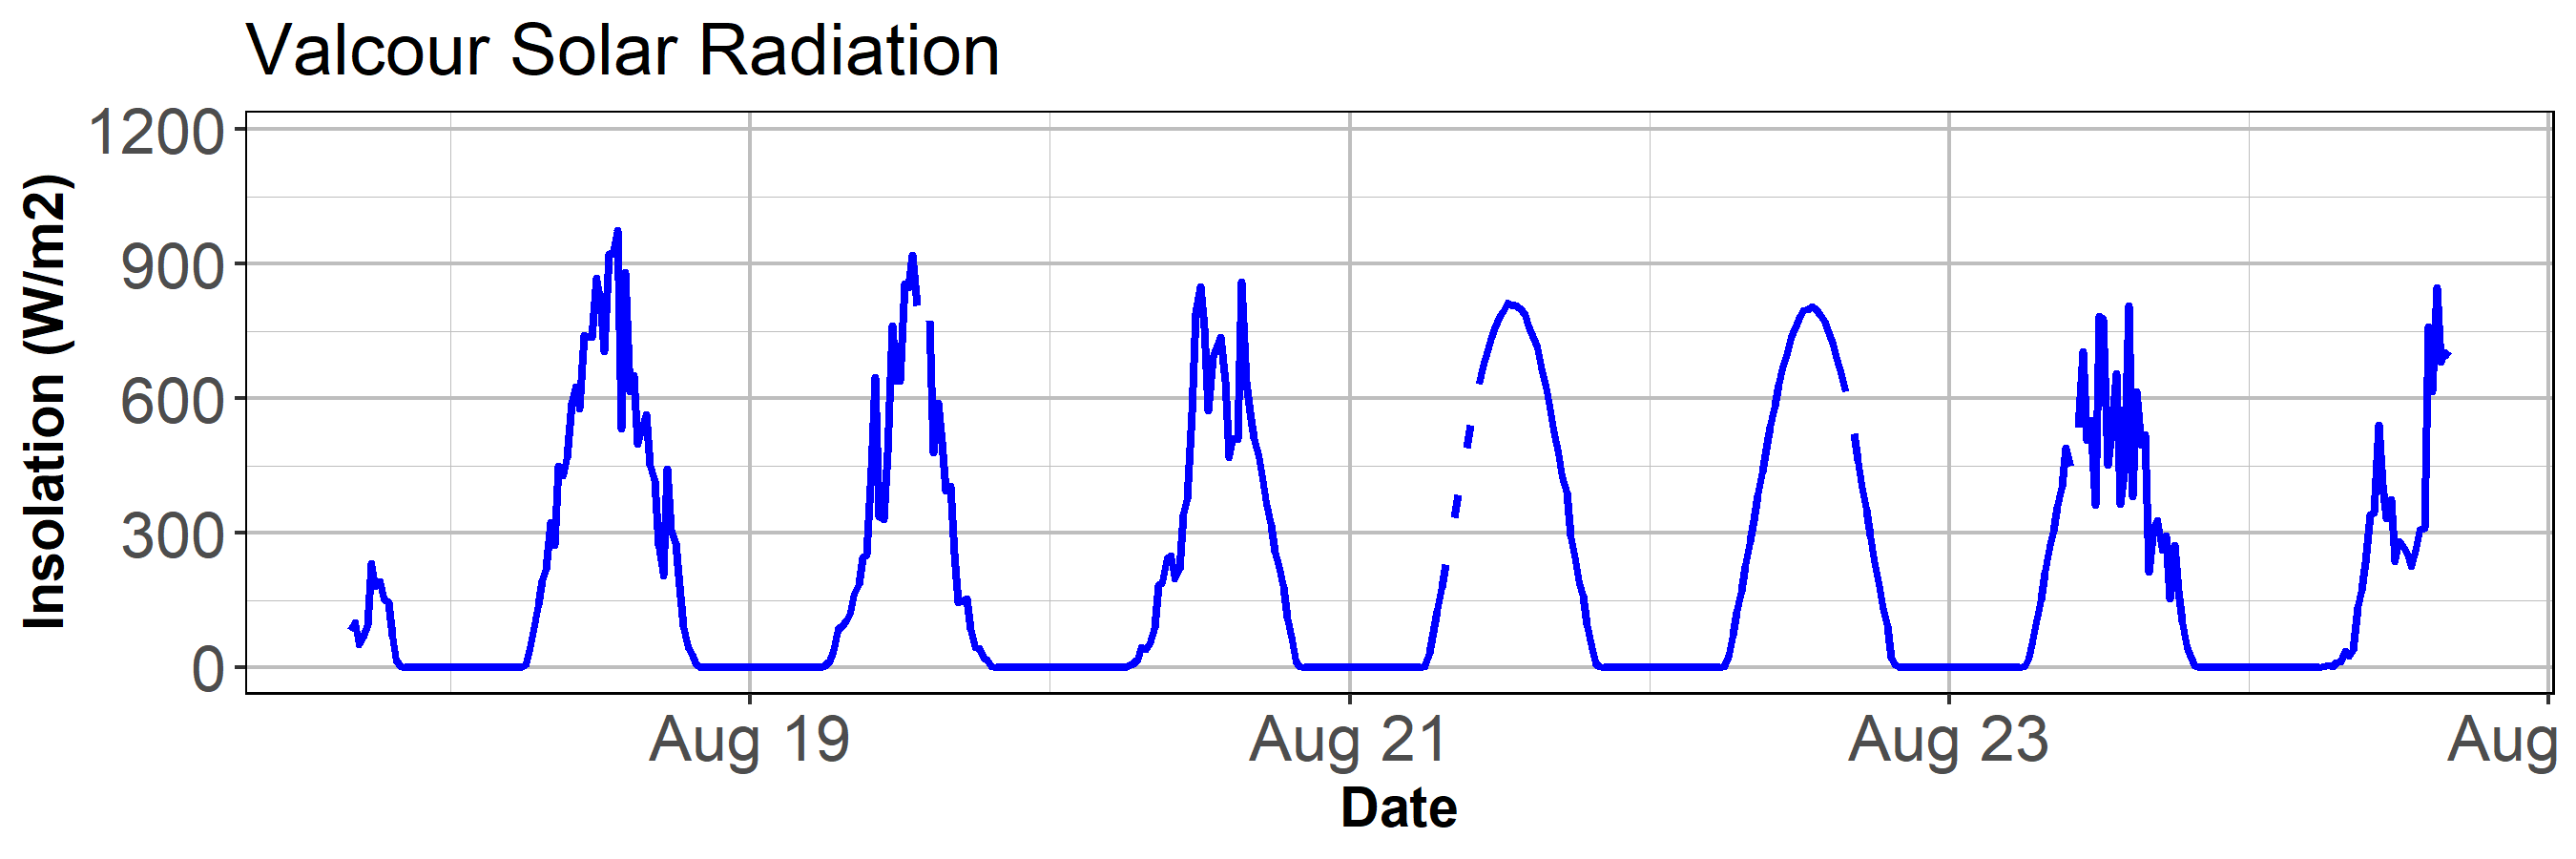 Valcour Solar Radiation
Insolation (W/m2)
1200
900
600
300
0
Aug 19
Aug 21
Aug 23
Aug
Date